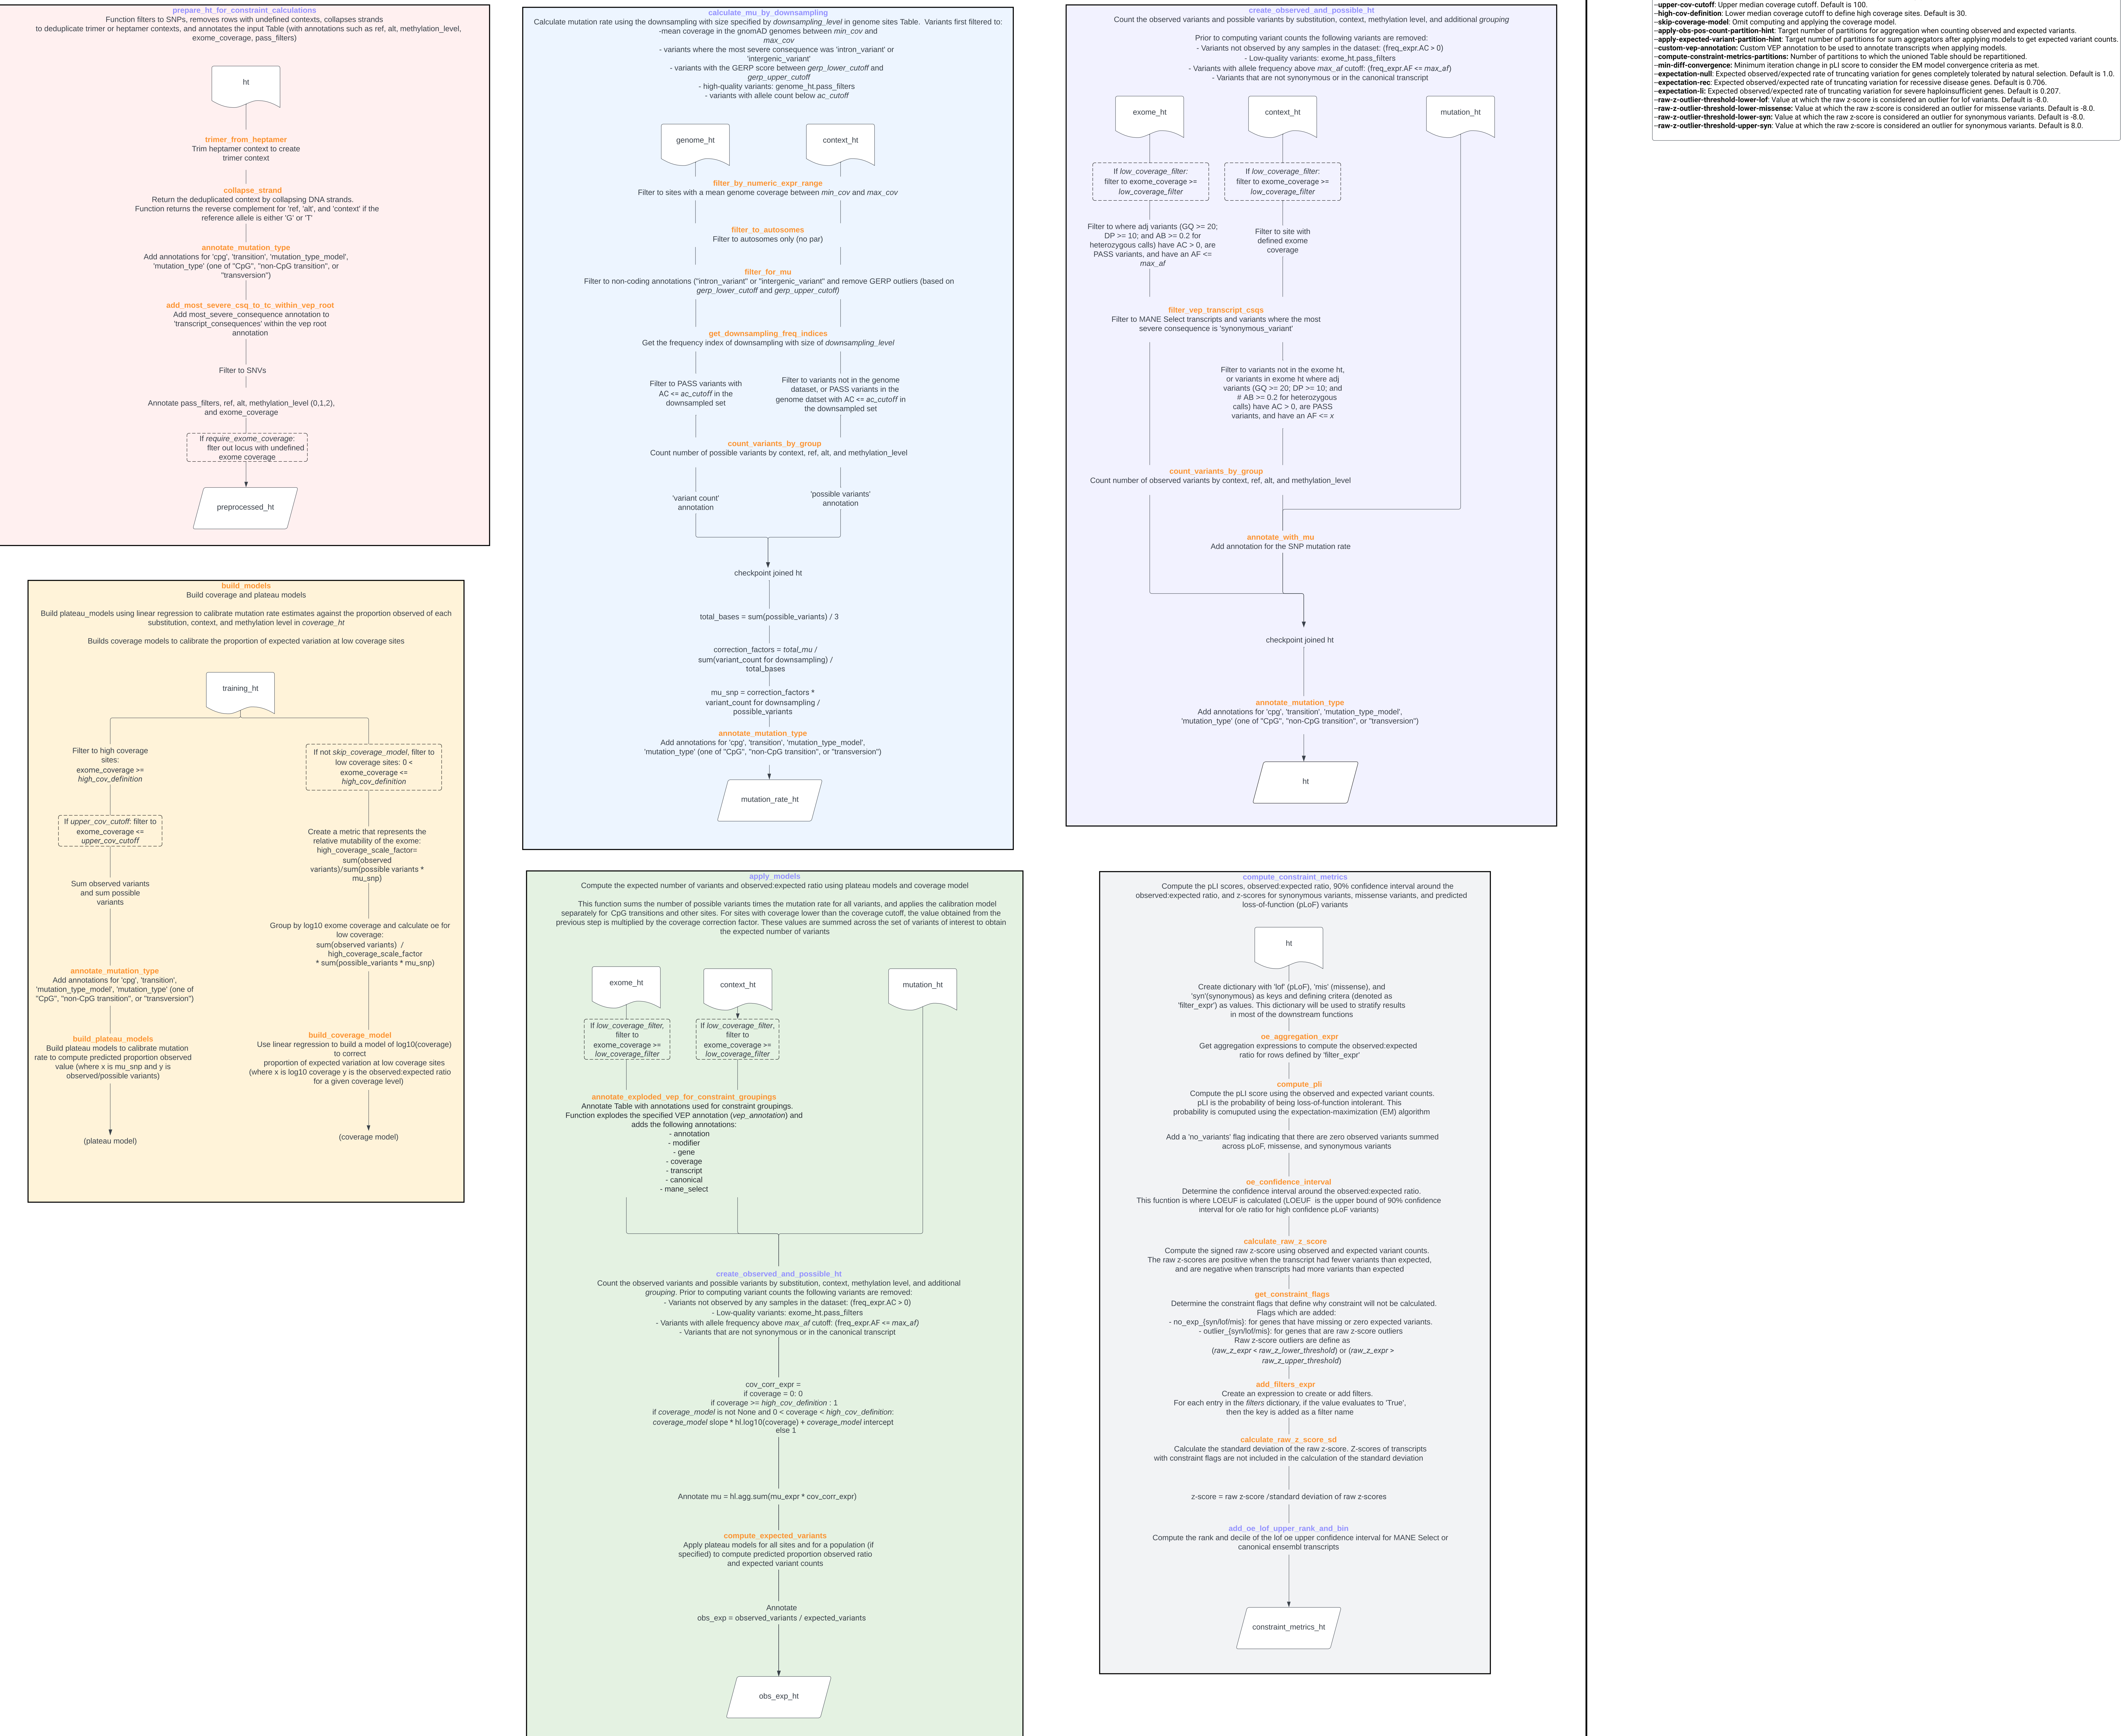 prepare_ht_for_constraint_calculations
Function filters to SNPs, removes rows with undefined contexts, collapses strands
to deduplicate trimer or heptamer contexts, and annotates the input Table (with annotations such as ref, alt, methylation_level,
exome_coverage, pass_filters)
ht
trimer_from_heptamer
Trim heptamer context to create
trimer context
collapse_strand
Return the deduplicated context by collapsing DNA strands.
Function returns the reverse complement for 'ref, 'alt', and 'context' if the
reference allele is either 'G' or 'T'
annotate_mutation_type
Add annotations for 'cpg', 'transition', 'mutation_type_model',
'mutation_type' (one of "CpG", "non-CpG transition", or
"transversion")
add_most_severe_csq_to_tc_within_vep_root
Add most_severe_consequence annotation to
'transcript_consequences' within the vep root
annotation
Filter to SNVs
Annotate pass_filters, ref, alt, methylation_level (0,1,2),
and exome_coverage
If require_exome_coverage:
flter out locus with undefined
exome coverage
preprocessed_ht
build_models
Build coverage and plateau models
Build plateau_models using linear regression to calibrate mutation rate estimates against the proportion observed of each
substitution, context, and methylation level in coverage_ht
Builds coverage models to calibrate the proportion of expected variation at low coverage sites
training_ht
Filter to high coverage
sites:
exome_coverage >=
high_cov_definition
If upper_cov_cutoff: filter to
exome_coverage <=
upper_cov_cutoff
Sum observed variants
and sum possible
variants
annotate_mutation_type
Add annotations for 'cpg', 'transition',
'mutation_type_model', 'mutation_type' (one of
"CpG", "non-CpG transition", or "transversion")
build_plateau_models
Build plateau models to calibrate mutation
rate to compute predicted proportion observed
value (where x is mu_snp and y is
observed/possible variants)
(plateau model)
If not skip_coverage_model, filter to
low coverage sites: 0 <
exome_coverage <=
high_cov_definition
Create a metric that represents the
relative mutability of the exome:
high_coverage_scale_factor=
sum(observed
variants)/sum(possible variants *
mu_snp)
Group by log10 exome coverage and calculate oe for
low coverage:
sum(observed variants) /
high_coverage_scale_factor
* sum(possible_variants * mu_snp)
build_coverage_model
Use linear regression to build a model of log10(coverage)
to correct
proportion of expected variation at low coverage sites
(where x is log10 coverage y is the observed:expected ratio
for a given coverage level)
(coverage model)
calculate_mu_by_downsampling
Calculate mutation rate using the downsampling with size specified by downsampling_level in genome sites Table. Variants first filtered to:
-mean coverage in the gnomAD genomes between min_cov and
max_cov
- variants where the most severe consequence was 'intron_variant' or
'intergenic_variant'
- variants with the GERP score between gerp_lower_cutoff and
gerp_upper_cutoff
- high-quality variants: genome_ht.pass_filters
- variants with allele count below ac_cutoff
genome_ht
context_ht
filter_by_numeric_expr_range
Filter to sites with a mean genome coverage between min_cov and max_cov
filter_to_autosomes
Filter to autosomes only (no par)
filter_for_mu
Filter to non-coding annotations ("intron_variant" or "intergenic_variant" and remove GERP outliers (based on
gerp_lower_cutoff and gerp_upper_cutoff)
get_downsampling_freq_indices
Get the frequency index of downsampling with size of downsampling_level
Filter to PASS variants with
AC <= ac_cutoff in the
downsampled set
Filter to variants not in the genome
dataset, or PASS variants in the
genome datset with AC <= ac_cutoff in
the downsampled set
count_variants_by_group
Count number of possible variants by context, ref, alt, and methylation_level
'variant count'
annotation
'possible variants'
annotation
checkpoint joined ht
total_bases = sum(possible_variants) / 3
correction_factors = total_mu /
sum(variant_count for downsampling) /
total_bases
mu_snp = correction_factors *
variant_count for downsampling /
possible_variants
annotate_mutation_type
Add annotations for 'cpg', 'transition', 'mutation_type_model',
'mutation_type' (one of "CpG", "non-CpG transition", or "transversion")
mutation_rate_ht
apply_models
Compute the expected number of variants and observed:expected ratio using plateau models and coverage model
This function sums the number of possible variants times the mutation rate for all variants, and applies the calibration model
separately for CpG transitions and other sites. For sites with coverage lower than the coverage cutoff, the value obtained from the
previous step is multiplied by the coverage correction factor. These values are summed across the set of variants of interest to obtain
the expected number of variants
exome_ht
context_ht
mutation_ht
If low_coverage_filter,
filter to
exome_coverage >=
low_coverage_filter
If low_coverage_filter,
filter to
exome_coverage >=
low_coverage_filter
annotate_exploded_vep_for_constraint_groupings
Annotate Table with annotations used for constraint groupings.
Function explodes the specified VEP annotation (vep_annotation) and
adds the following annotations:
- annotation
- modifier
- gene
- coverage
- transcript
- canonical
- mane_select
create_observed_and_possible_ht
Count the observed variants and possible variants by substitution, context, methylation level, and additional
grouping. Prior to computing variant counts the following variants are removed:
- Variants not observed by any samples in the dataset: (freq_expr.AC > 0)
- Low-quality variants: exome_ht.pass_filters
- Variants with allele frequency above max_af cutoff: (freq_expr.AF <= max_af)
- Variants that are not synonymous or in the canonical transcript
cov_corr_expr =
if coverage = 0: 0
if coverage >= high_cov_definition : 1
if coverage_model is not None and 0 < coverage < high_cov_definition:
coverage_model slope * hl.log10(coverage) + coverage_model intercept
else 1
Annotate mu = hl.agg.sum(mu_expr * cov_corr_expr)
compute_expected_variants
Apply plateau models for all sites and for a population (if
specified) to compute predicted proportion observed ratio
and expected variant counts
Annotate
obs_exp = observed_variants / expected_variants
obs_exp_ht
create_observed_and_possible_ht
Count the observed variants and possible variants by substitution, context, methylation level, and additional grouping
Prior to computing variant counts the following variants are removed:
- Variants not observed by any samples in the dataset: (freq_expr.AC > 0)
- Low-quality variants: exome_ht.pass_filters
- Variants with allele frequency above max_af cutoff: (freq_expr.AF <= max_af)
- Variants that are not synonymous or in the canonical transcript
exome_ht
context_ht
mutation_ht
If low_coverage_filter:
filter to exome_coverage >=
low_coverage_filter
If low_coverage_filter:
filter to exome_coverage >=
low_coverage_filter
Filter to where adj variants (GQ >= 20;
DP >= 10; and AB >= 0.2 for
heterozygous calls) have AC > 0, are
PASS variants, and have an AF <=
max_af
Filter to site with
defined exome
coverage
filter_vep_transcript_csqs
Filter to MANE Select transcripts and variants where the most
severe consequence is 'synonymous_variant'
Filter to variants not in the exome ht,
or variants in exome ht where adj
variants (GQ >= 20; DP >= 10; and
# AB >= 0.2 for heterozygous
calls) have AC > 0, are PASS
variants, and have an AF <= x
count_variants_by_group
Count number of observed variants by context, ref, alt, and methylation_level
annotate_with_mu
Add annotation for the SNP mutation rate
checkpoint joined ht
annotate_mutation_type
Add annotations for 'cpg', 'transition', 'mutation_type_model',
'mutation_type' (one of "CpG", "non-CpG transition", or "transversion")
ht
compute_constraint_metrics
Compute the pLI scores, observed:expected ratio, 90% confidence interval around the
observed:expected ratio, and z-scores for synonymous variants, missense variants, and predicted
loss-of-function (pLoF) variants
ht
Create dictionary with 'lof' (pLoF), 'mis' (missense), and
'syn'(synonymous) as keys and defining critera (denoted as
'filter_expr') as values. This dictionary will be used to stratify results
in most of the downstream functions
oe_aggregation_expr
Get aggregation expressions to compute the observed:expected
ratio for rows defined by 'filter_expr'
compute_pli
Compute the pLI score using the observed and expected variant counts.
pLI is the probability of being loss-of-function intolerant. This
probability is comuputed using the expectation-maximization (EM) algorithm
Add a 'no_variants' flag indicating that there are zero observed variants summed
across pLoF, missense, and synonymous variants
oe_confidence_interval
Determine the confidence interval around the observed:expected ratio.
This fucntion is where LOEUF is calculated (LOEUF is the upper bound of 90% confidence
interval for o/e ratio for high confidence pLoF variants)
calculate_raw_z_score
Compute the signed raw z-score using observed and expected variant counts.
The raw z-scores are positive when the transcript had fewer variants than expected,
and are negative when transcripts had more variants than expected
get_constraint_flags
Determine the constraint flags that define why constraint will not be calculated.
Flags which are added:
- no_exp_{syn/lof/mis}: for genes that have missing or zero expected variants.
- outlier_{syn/lof/mis}: for genes that are raw z-score outliers
Raw z-score outliers are define as
(raw_z_expr < raw_z_lower_threshold) or (raw_z_expr >
raw_z_upper_threshold)
add_filters_expr
Create an expression to create or add filters.
For each entry in the filters dictionary, if the value evaluates to 'True',
then the key is added as a filter name
calculate_raw_z_score_sd
Calculate the standard deviation of the raw z-score. Z-scores of transcripts
with constraint flags are not included in the calculation of the standard deviation
z-score = raw z-score /standard deviation of raw z-scores
add_oe_lof_upper_rank_and_bin
Compute the rank and decile of the lof oe upper confidence interval for MANE Select or
canonical ensembl transcripts
constraint_metrics_ht
–upper-cov-cutoff: Upper median coverage cutoff. Default is 100.
–high-cov-definition: Lower median coverage cutoff to define high coverage sites. Default is 30.
–skip-coverage-model: Omit computing and applying the coverage model.
–apply-obs-pos-count-partition-hint: Target number of partitions for aggregation when counting observed and expected variants.
–apply-expected-variant-partition-hint: Target number of partitions for sum aggregators after applying models to get expected variant counts.
–custom-vep-annotation: Custom VEP annotation to be used to annotate transcripts when applying models.
–compute-constraint-metrics-partitions: Number of partitions to which the unioned Table should be repartitioned.
–min-diff-convergence: Minimum iteration change in pLI score to consider the EM model convergence criteria as met.
–expectation-null: Expected observed/expected rate of truncating variation for genes completely tolerated by natural selection. Default is 1.0.
–expectation-rec: Expected observed/expected rate of truncating variation for recessive disease genes. Default is 0.706.
–expectation-li: Expected observed/expected rate of truncating variation for severe haploinsufficient genes. Default is 0.207.
–raw-z-outlier-threshold-lower-lof: Value at which the raw z-score is considered an outlier for lof variants. Default is -8.0.
–raw-z-outlier-threshold-lower-missense: Value at which the raw z-score is considered an outlier for missense variants. Default is -8.0.
–raw-z-outlier-threshold-lower-syn: Value at which the raw z-score is considered an outlier for synonymous variants. Default is -8.0.
–raw-z-outlier-threshold-upper-syn: Value at which the raw z-score is considered an outlier for synonymous variants. Default is 8.0.